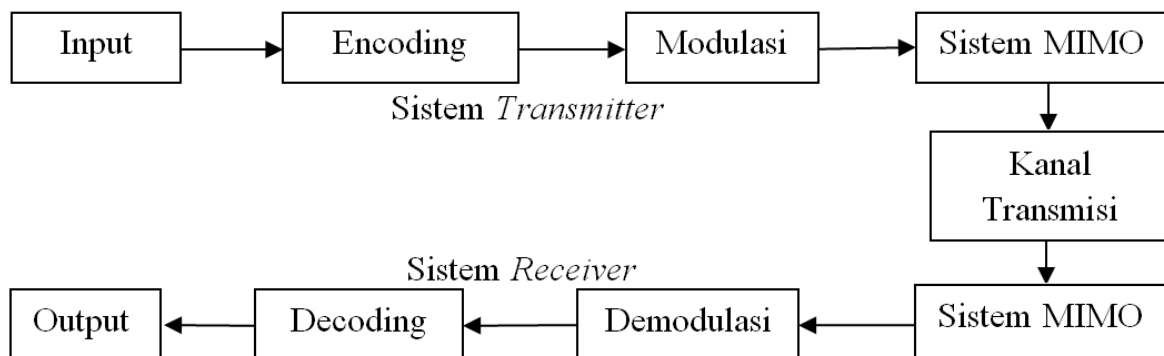 Input
Encoding
Modulasi
Sistem MIMO
Sistem Transmitter
Kanal
Transmisi
Sistem Receiver
Output
Decoding
Demodulasi
Sistem MIMO